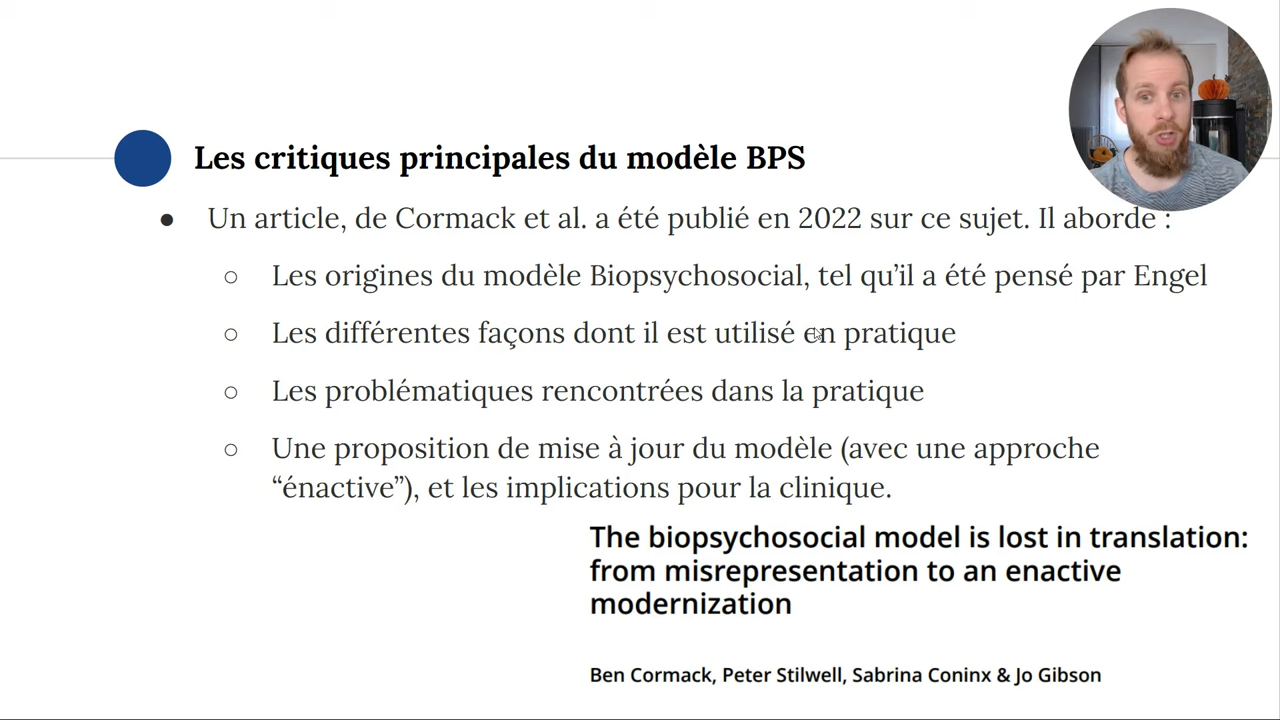 Les critiques principales du modèle BPS
● Un article, de Cormack et al. a été publié en 2022 sur ce sujet. Il aborde :
○ Les origines du modèle Biopsychosocial, tel qu’il a été pensé par Engel
○ Les différentes façons dont il est utilisé en pratique
○ Les problématiques rencontrées dans la pratique
○ Une proposition de mise à jour du modèle (avec une approche
“énactive”), et les implications pour la clinique.
The biopsychosocial model is lost in translation:
from misrepresentation to an enactive
modernization
Ben Cormack, Peter Stilwell, Sabrina Coninx & Jo Gibson